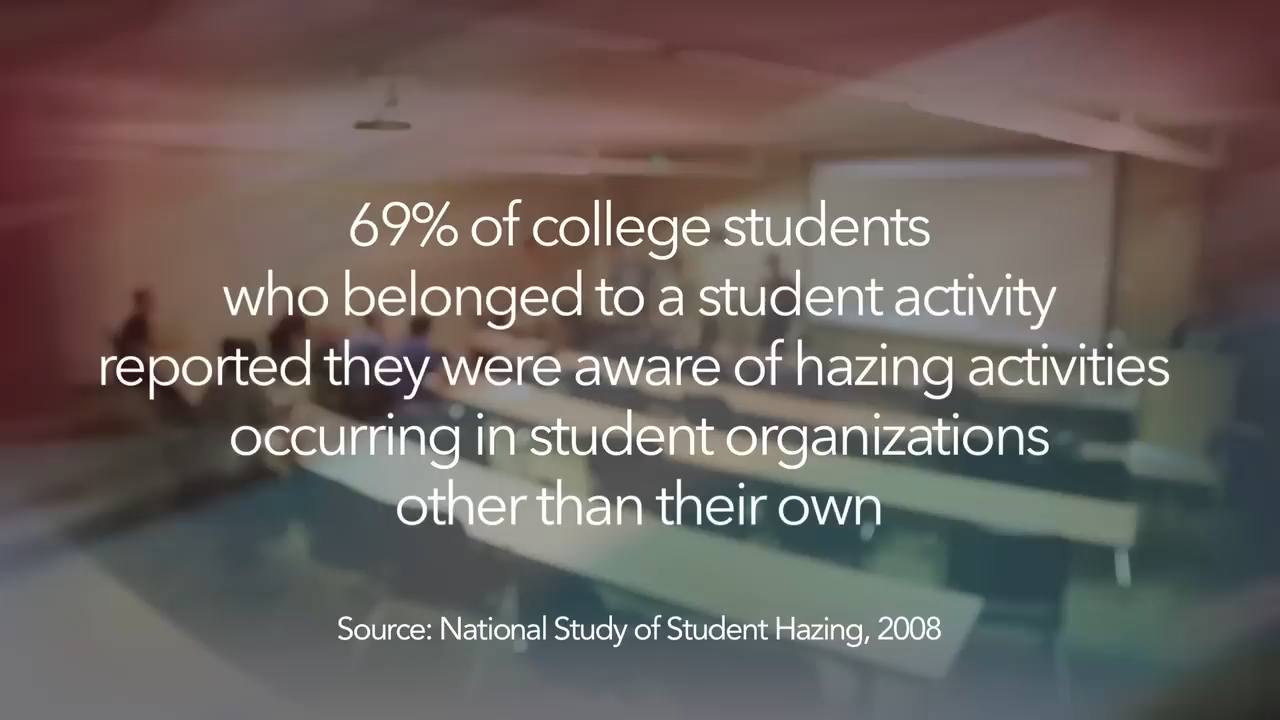 69% of college students
who belonged to a student activity
reported they were aware of hazing activities
occurring in student organizations
other than their own
Source: National Study of Student Hazing, 2008